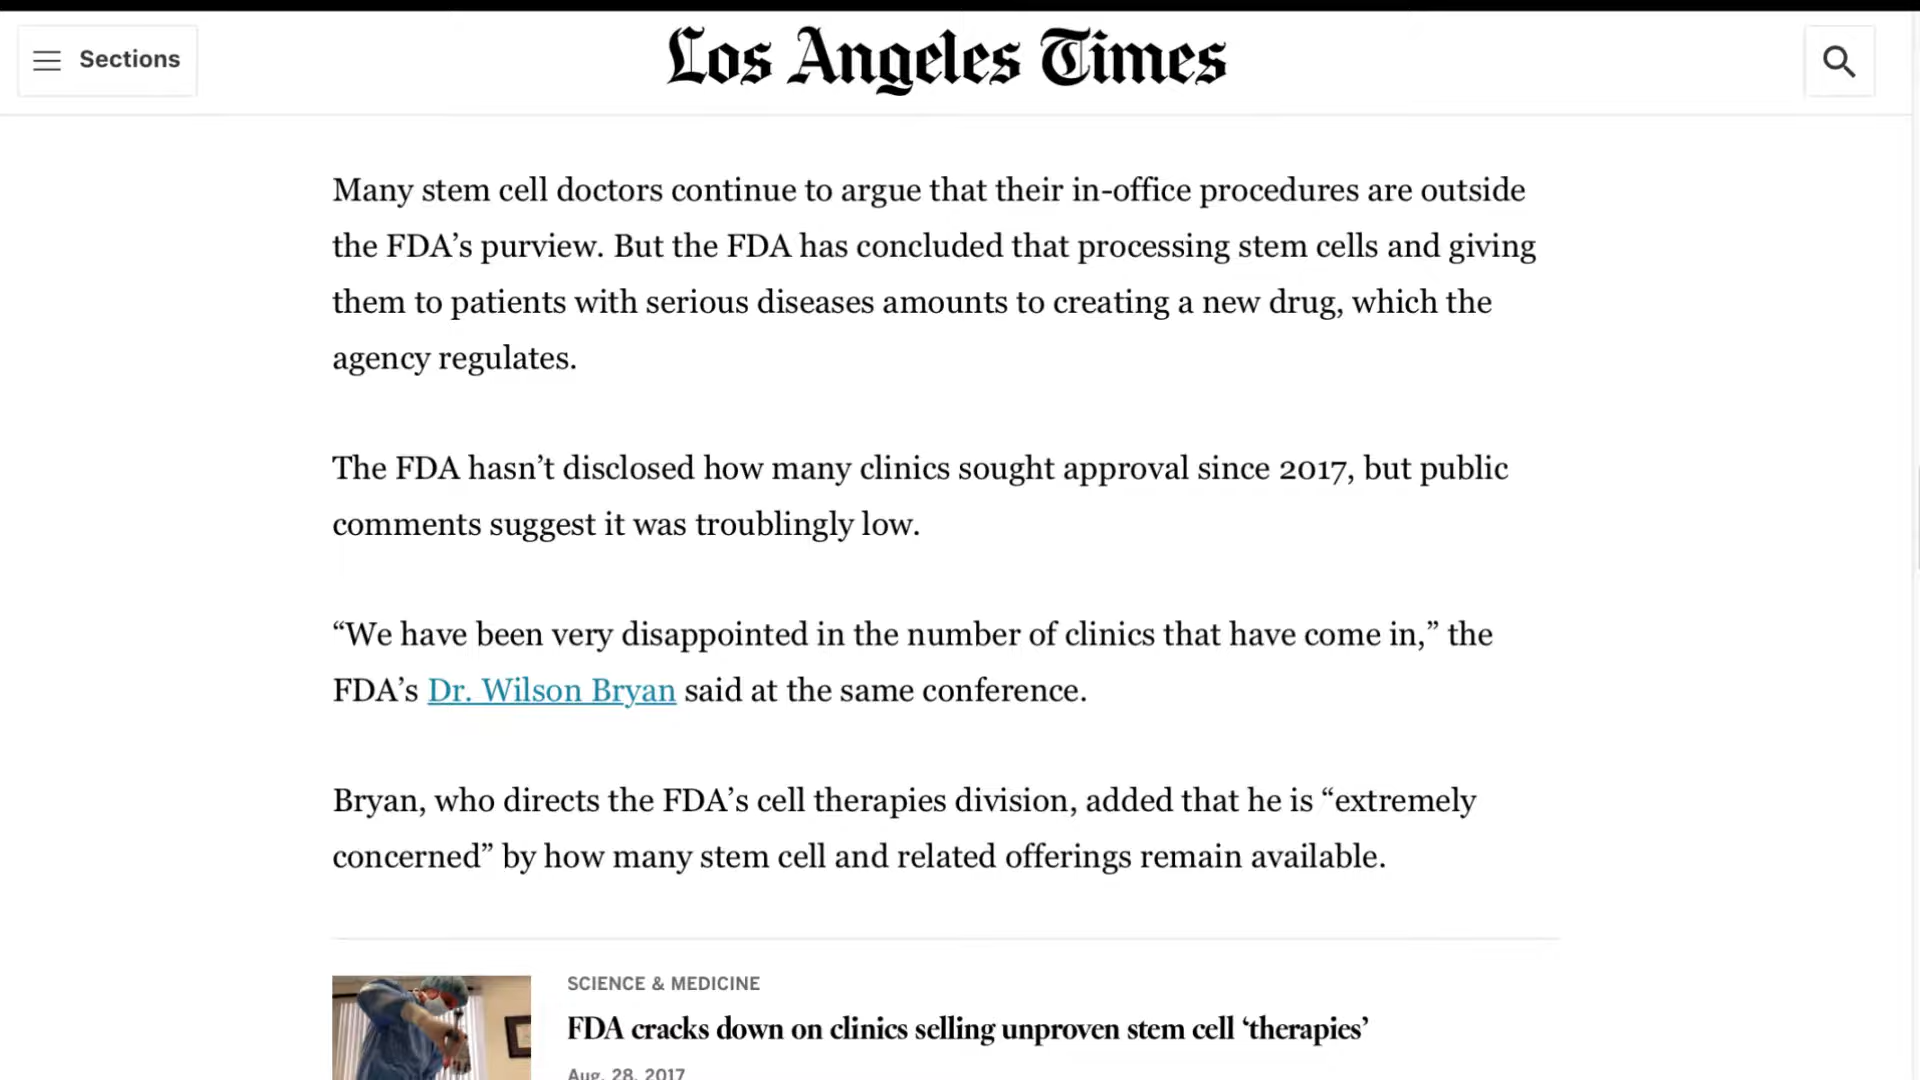 Sections
Los Angeles Times
Many stem cell doctors continue to argue that their in-office procedures are outside
the FDA’s purview. But the FDA has concluded that processing stem cells and giving
them to patients with serious diseases amounts to creating a new drug, which the
agency regulates.
The FDA hasn’t disclosed how many clinics sought approval since 2017, but public
comments suggest it was troublingly low.
“We have been very disappointed in the number of clinics that have come in,” the
FDA’s Dr. Wilson Bryan said at the same conference.
Bryan, who directs the FDA’s cell therapies division, added that he is “extremely
concerned” by how many stem cell and related offerings remain available.
SCIENCE & MEDICINE
FDA cracks down on clinics selling unproven stem cell ‘therapies’
Aug. 28, 2017